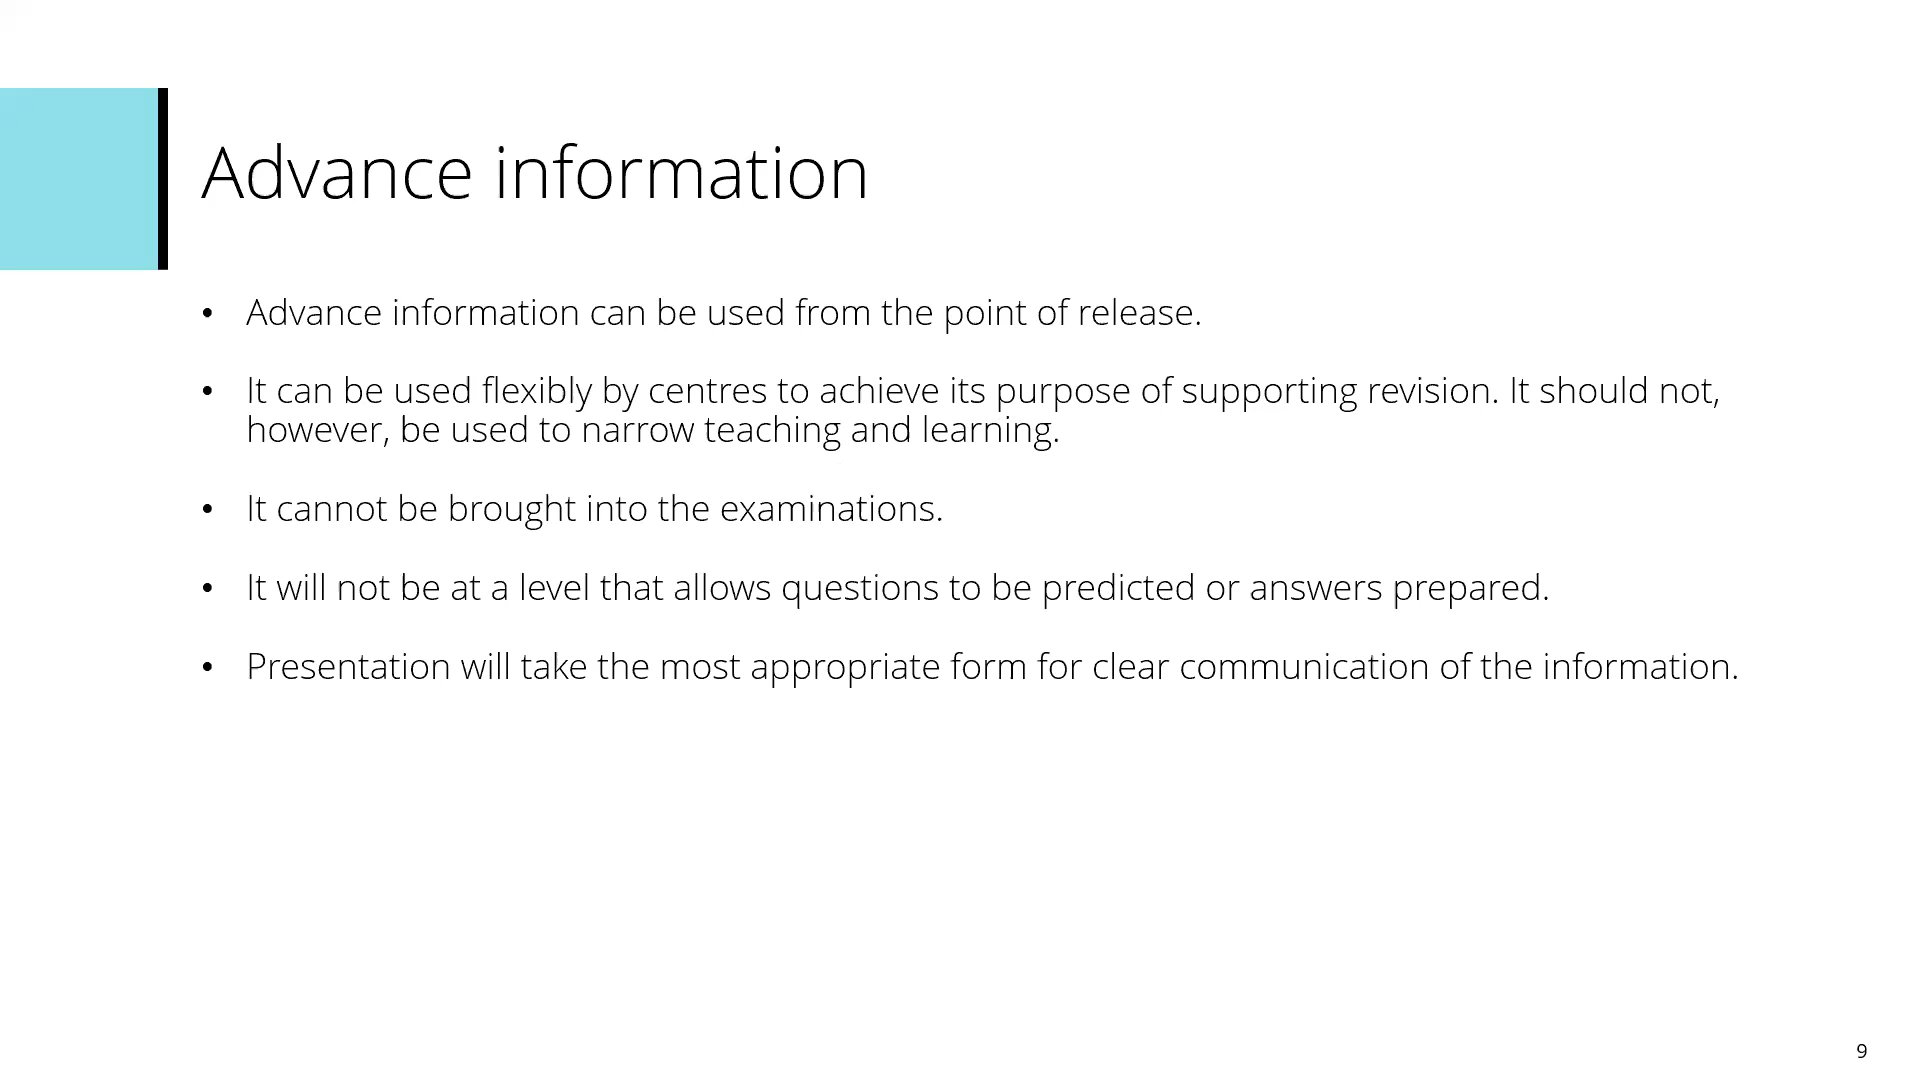 Advance information
• Advance information can be used from the point of release.
• It can be used flexibly by centres to achieve its purpose of supporting revision. It should not,
however, be used to narrow teaching and learning.
• It cannot be brought into the examinations.
• It will not be at a level that allows questions to be predicted or answers prepared.
• Presentation will take the most appropriate form for clear communication of the information.
9